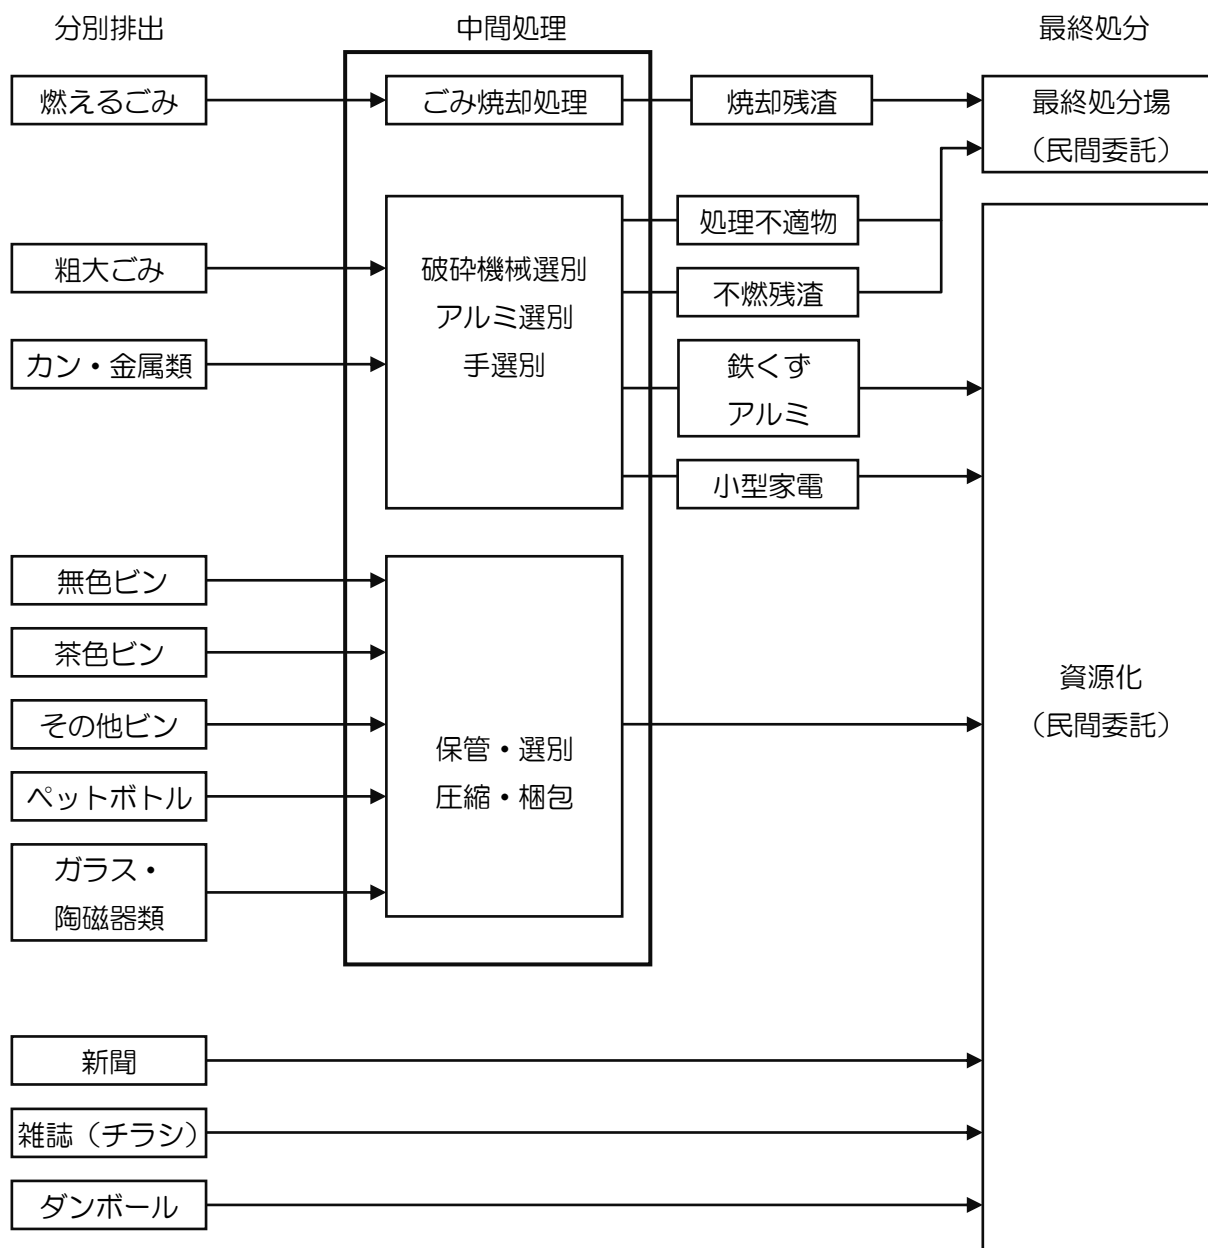 分別排出
中間処理
最終処分
燃えるごみ
ごみ焼却処理
焼却残渣
最終処分場
（民間委託）
処理不適物
粗大ごみ
破砕機械選別
アルミ選別
手選別
不燃残渣
カン・金属類
鉄くず
アルミ
小型家電
無色ビン
茶色ビン
その他ビン
ペットボトル
ガラス・
陶磁器類
保管・選別
圧縮・梱包
資源化
（民間委託）
新聞
雑誌（チラシ）
ダンボール